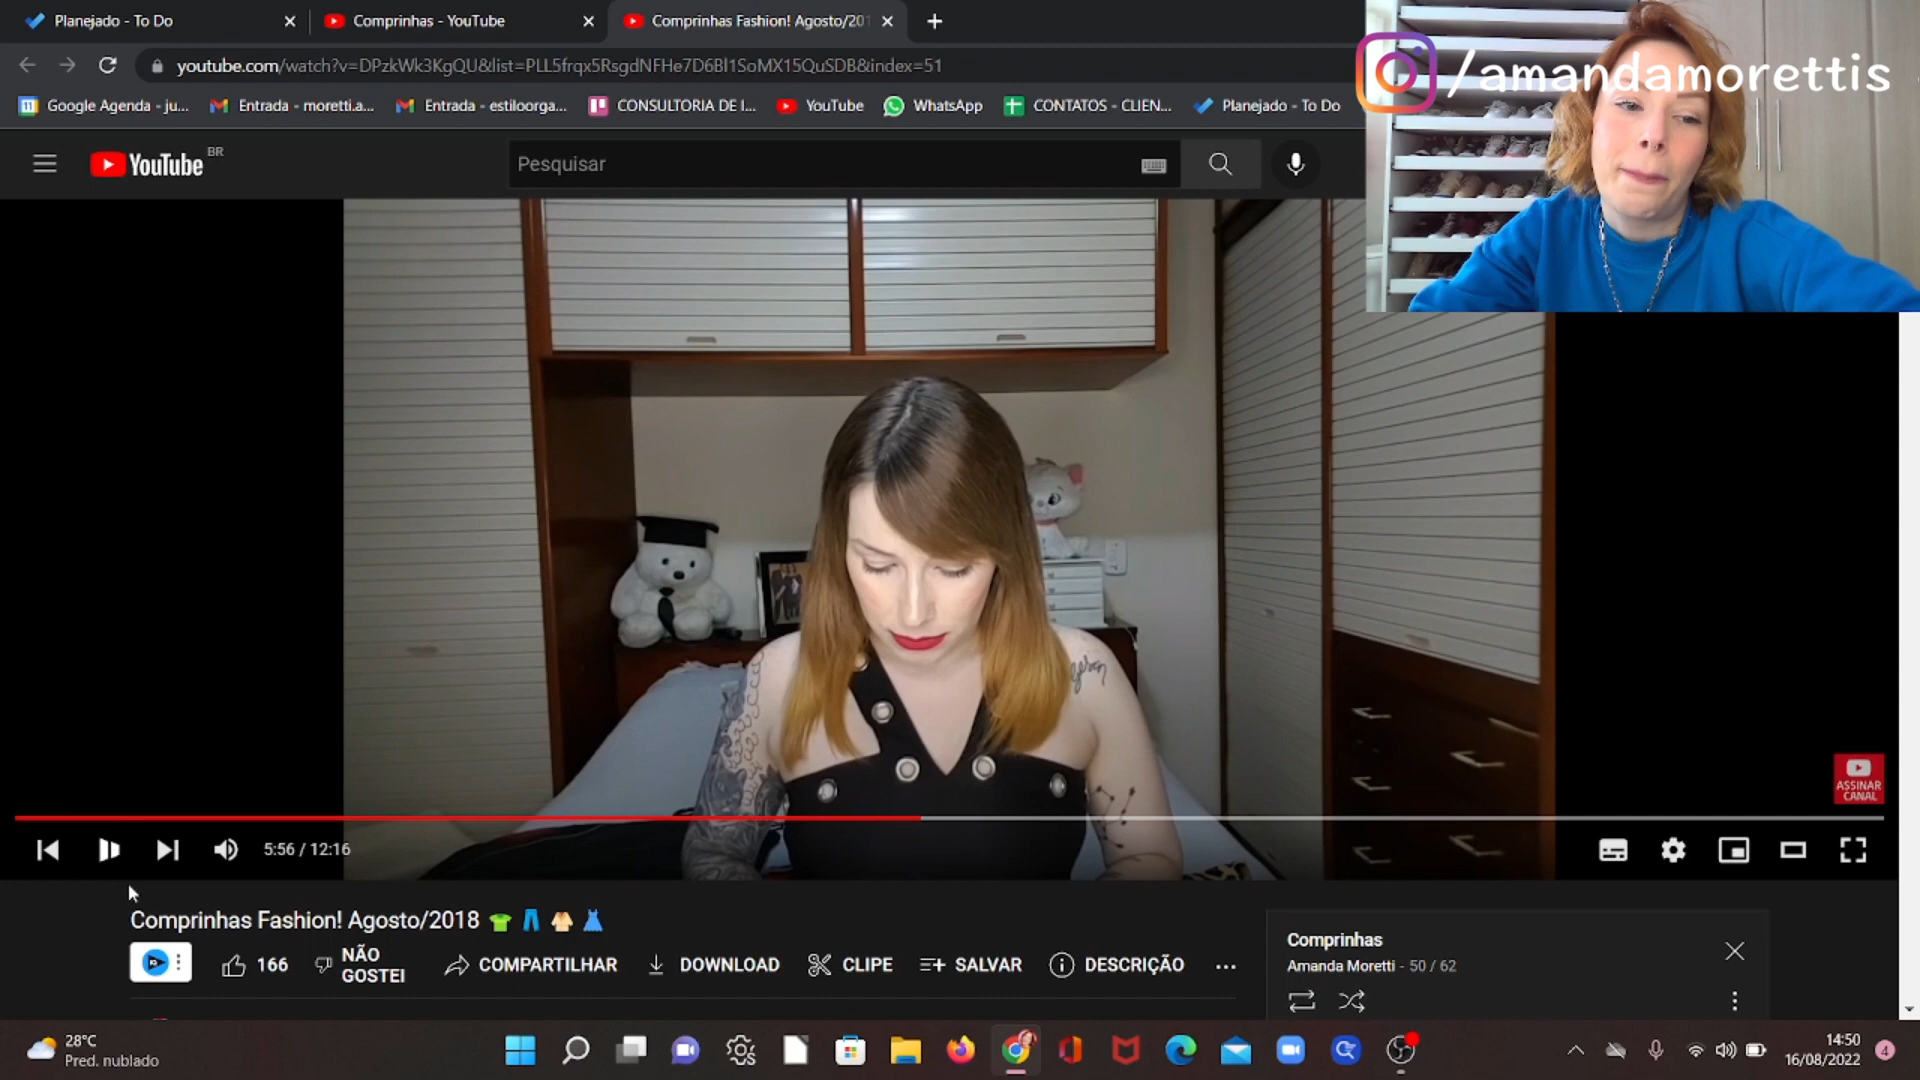 Planejado - To Do
Comprinhas - YouTube
Comprinhas Fashion! Agosto/201
youtube.com/watch?v=DPzkWk3KgQU&list=PLL5frqx5RsgdNFHe7D6Bl1SoMX15QuSDB&index=51
/amandamorettis
Google Agenda - ju...
Entrada - moretti.a...
Entrada - estiloorga...
CONSULTORIA DE I...
YouTube
WhatsApp
CONTATOS - CLIEN...
Planejado - To Do
YouTube BR
Pesquisar
ASSINAR
CANAL
5:56 / 12:16
Comprinhas Fashion! Agosto/2018
166
NÃO
GOSTEI
COMPARTILHAR
DOWNLOAD
CLIPE
SALVAR
DESCRIÇÃO
Comprinhas
Amanda Moretti - 50 / 62
28°C
Pred. nublado
14:50
16/08/2022
4